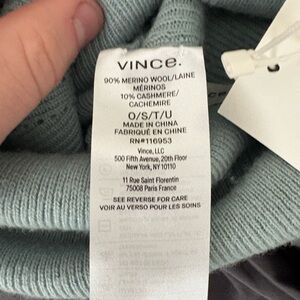 VINCE.
90% MERINO WOOL/LAINE
MÉRINOS
10% CASHMERE/
CACHEMIRE
O/S/T/U
MADE IN CHINA
FABRIQUÉ EN CHINE
RN#116953
Vince, LLC
500 Fifth Avenue, 20th Floor
New York, NY 10110
11 Rue Saint Florentin
75008 Paris France
SEE REVERSE FOR CARE
VOIR AU VERSO POUR LES SOINS